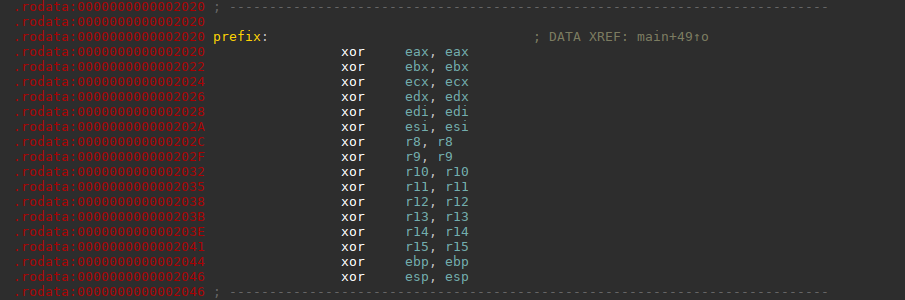 .rodata:0000000000002020 ; ---------------------------------------------------------------------------
.rodata:0000000000002020
.rodata:0000000000002020 prefix: ; DATA XREF: main+49↑o
.rodata:0000000000002020 xor eax, eax
.rodata:0000000000002022 xor ebx, ebx
.rodata:0000000000002024 xor ecx, ecx
.rodata:0000000000002026 xor edx, edx
.rodata:0000000000002028 xor edi, edi
.rodata:000000000000202A xor esi, esi
.rodata:000000000000202C xor r8, r8
.rodata:000000000000202F xor r9, r9
.rodata:0000000000002032 xor r10, r10
.rodata:0000000000002035 xor r11, r11
.rodata:0000000000002038 xor r12, r12
.rodata:000000000000203B xor r13, r13
.rodata:000000000000203E xor r14, r14
.rodata:0000000000002041 xor r15, r15
.rodata:0000000000002044 xor ebp, ebp
.rodata:0000000000002046 xor esp, esp
.rodata:0000000000002046 ; ---------------------------------------------------------------------------